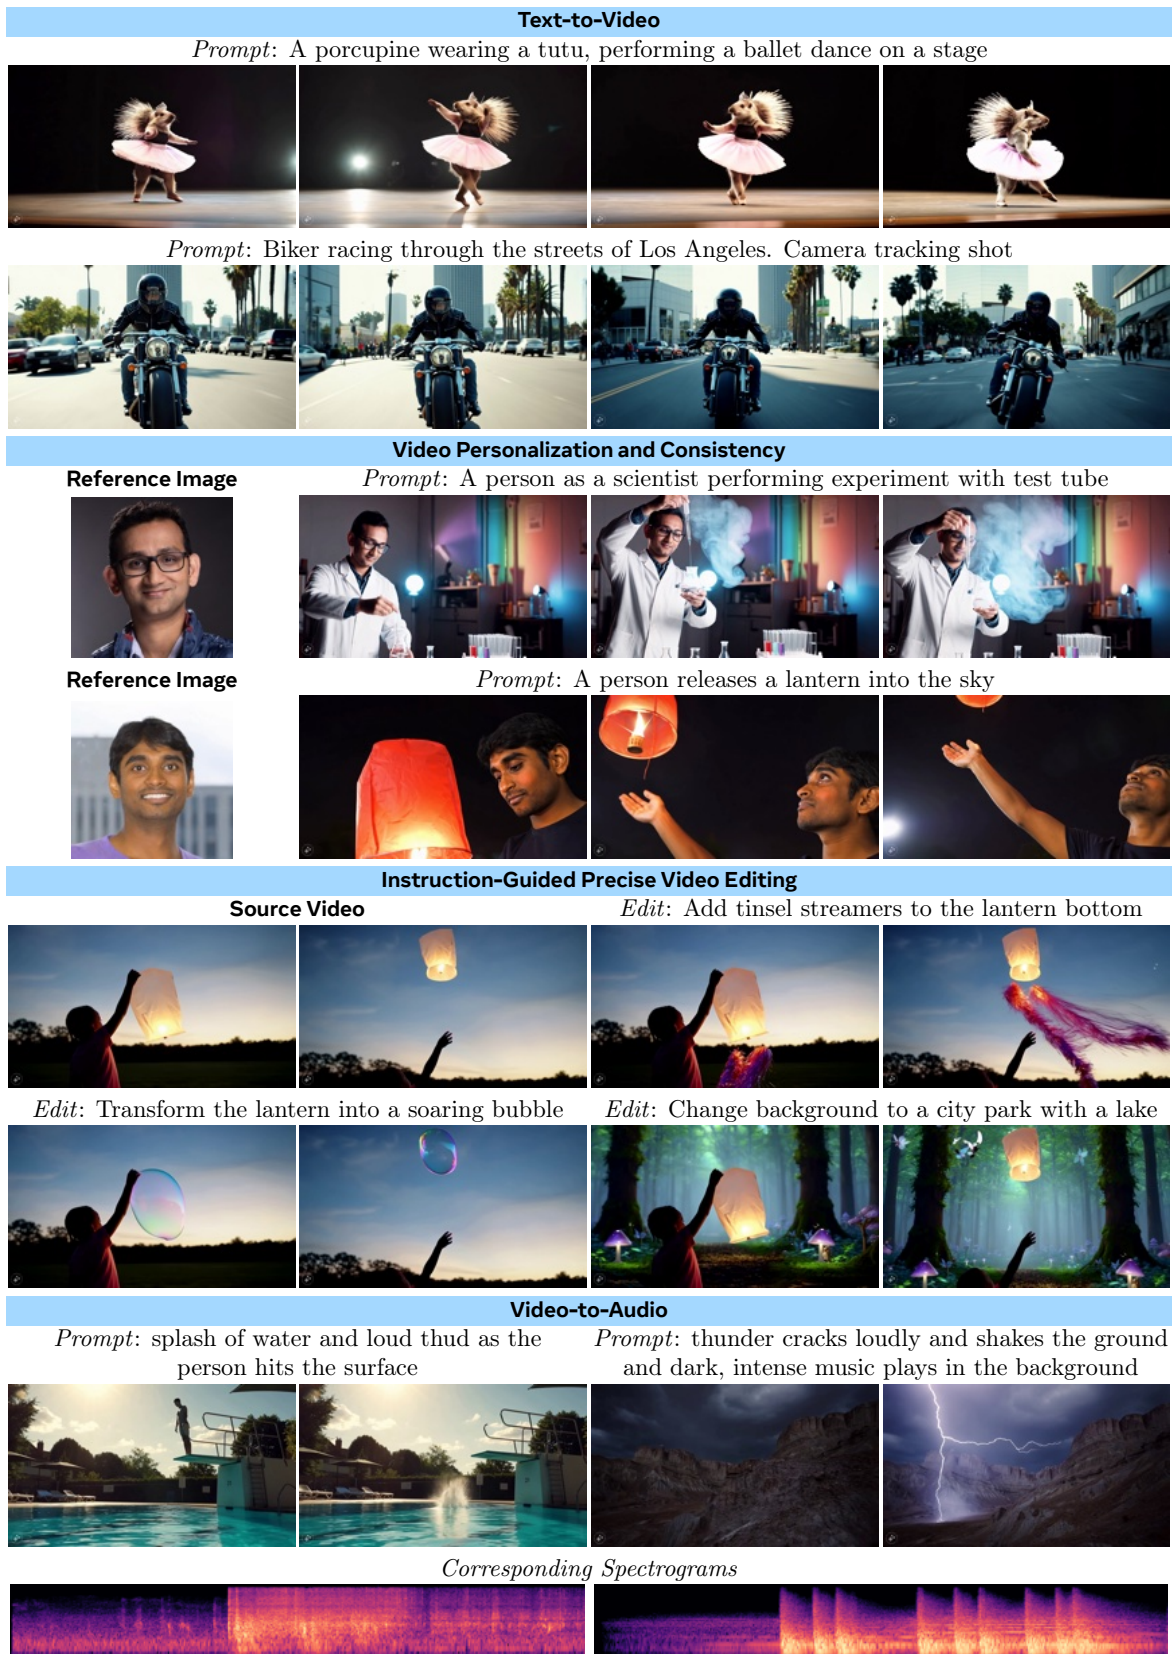 Text-to-Video
Prompt: A porcupine wearing a tutu, performing a ballet dance on a stage
Prompt: Biker racing through the streets of Los Angeles. Camera tracking shot
Video Personalization and Consistency
Reference Image
Prompt: A person as a scientist performing experiment with test tube
Reference Image
Prompt: A person releases a lantern into the sky
Instruction-Guided Precise Video Editing
Source Video
Edit: Add tinsel streamers to the lantern bottom
Edit: Transform the lantern into a soaring bubble
Edit: Change background to a city park with a lake
Video-to-Audio
Prompt: splash of water and loud thud as the
person hits the surface
Prompt: thunder cracks loudly and shakes the ground
and dark, intense music plays in the background
Corresponding Spectrograms